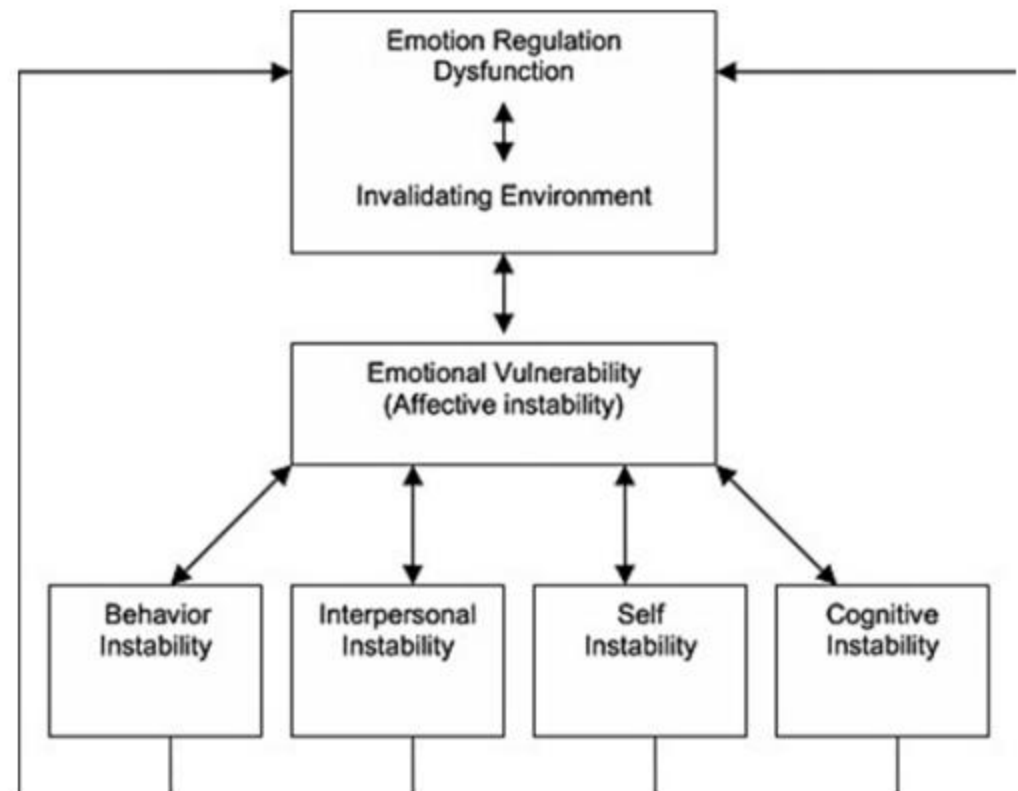 Emotion Regulation
Dysfunction
Invalidating Environment
Emotional Vulnerability
(Affective instability)
Behavior
Instability
Interpersonal
Instability
Self
Instability
Cognitive
Instability